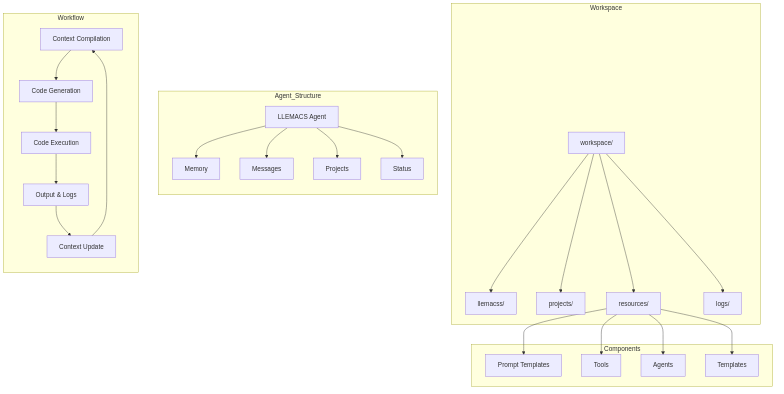 Workflow
Context Compilation
Code Generation
Code Execution
Output & Logs
Context Update
Agent_Structure
LLEMACS Agent
Memory
Messages
Projects
Status
Workspace
workspace/
llemacss/
projects/
resources/
logs/
Components
Prompt Templates
Tools
Agents
Templates